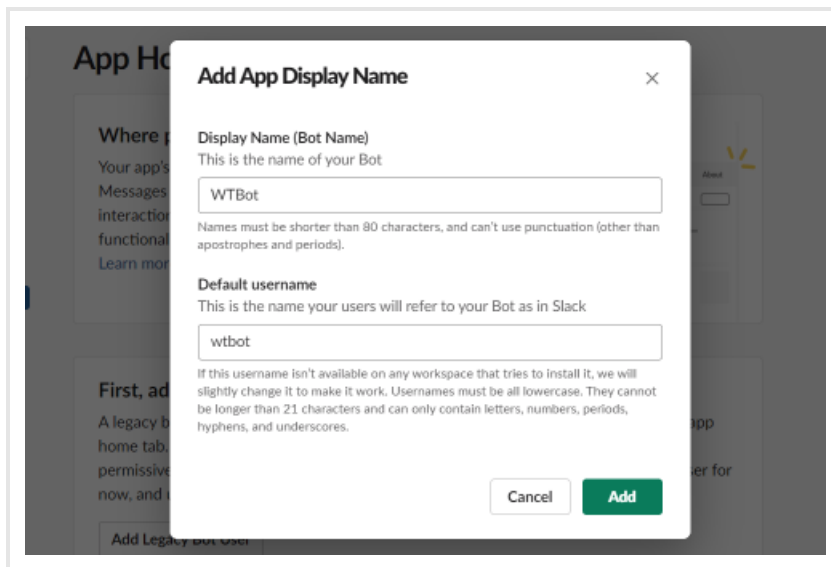 App Ho
Add App Display Name
Where p
Display Name (Bot Name)
Your app's
This is the name of your Bot
About
Messages
WTBot
interaction
Names must be shorter than 80 characters, and can't use punctuation (other than
functional
apostrophes and periods).
Learn mor
Default username
This is the name your users will refer to your Bot as in Slack
wtbot
If this username isn't available on any workspace that tries to install it, we will
First, ad
slightly change it to make it work. Usernames must be all lowercase. They cannot
be longer than 21 characters and can only contain letters, numbers, periods,
A legacy b
app
hyphens, and underscores.
home tab.
permissive
er for
now, and
Cancel
Add
Add Legacy Bot User